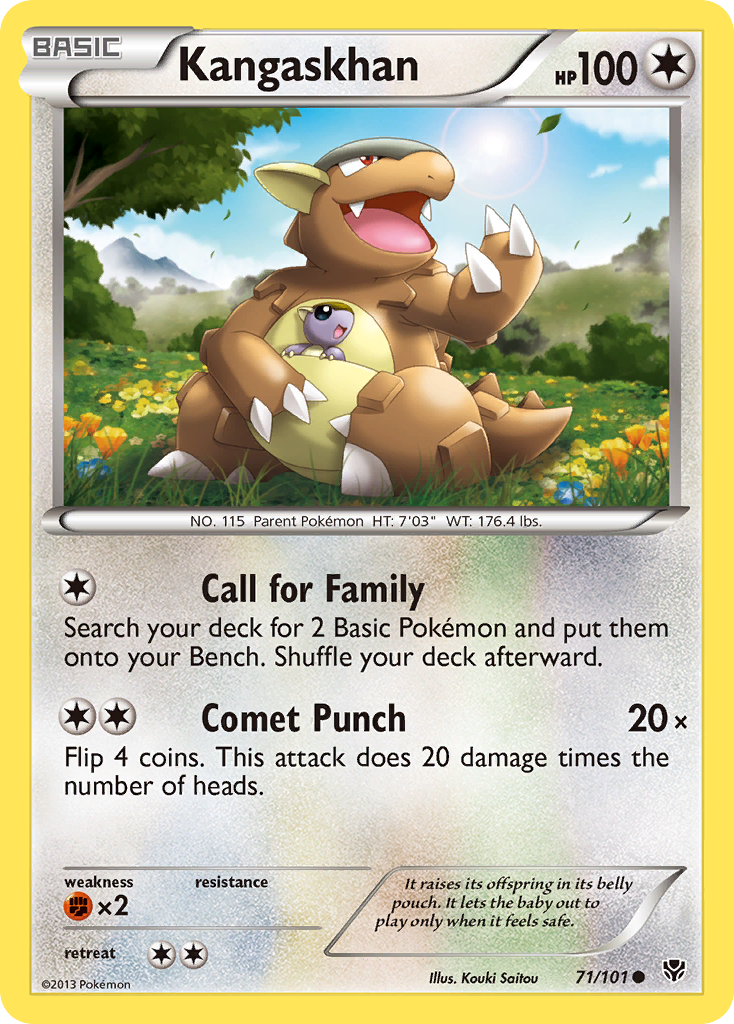 BASIC
Kangaskhan
HP100
NO. 115 Parent Pokémon HT: 7'03" WT: 176.4 lbs.
Call for Family
Search your deck for 2 Basic Pokémon and put them
onto your Bench. Shuffle your deck afterward.
Comet Punch 20×
Flip 4 coins. This attack does 20 damage times the
number of heads.
weakness resistance
×2
It raises its offspring in its belly
pouch. It lets the baby out to
play only when it feels safe.
retreat
©2013 Pokémon
Illus. Kouki Saitou
71/101